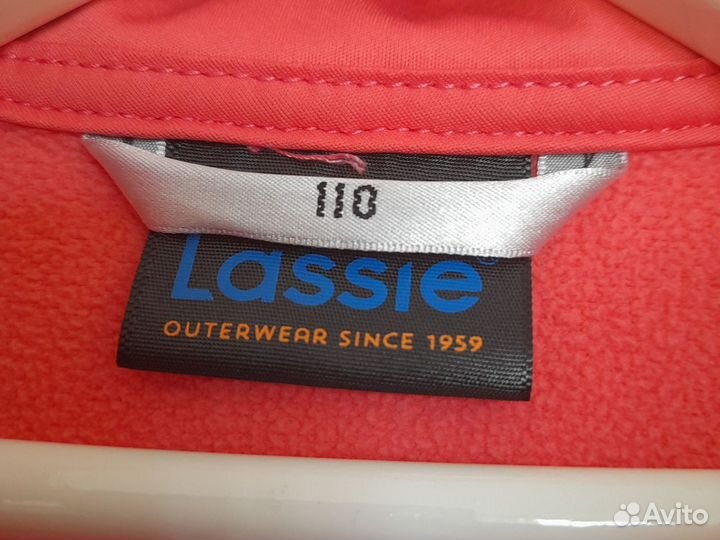 110
Lassie®
OUTERWEAR SINCE 1959
Avito